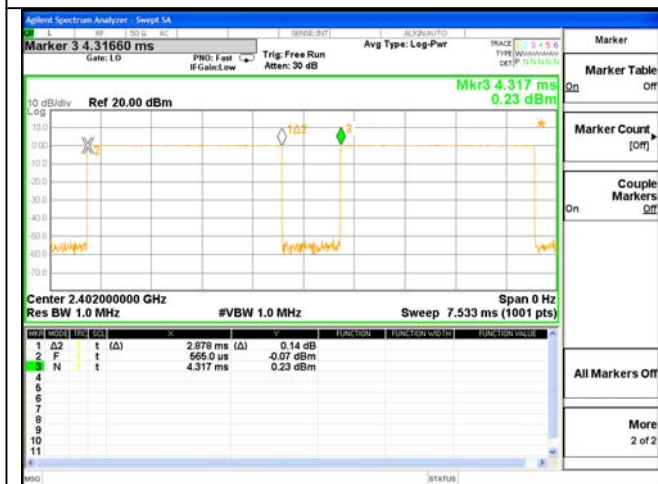 Agilent Spectrum Analyzer - Swept SA
L RF 50 Ω AC SENSE:INT ALIGN AUTO
Marker 3 4.31660 ms
Gate: LO
PNO: Fast
IFGain:Low
Trig: Free Run
Atten: 30 dB
Avg Type: Log-Pwr
TRACE 1 2 3 4 5 6
TYPE
DET P N N N N N
Mkr3 4.317 ms
0.23 dBm
10 dB/div Ref 20.00 dBm
Log
10.0
0.00
-10.0
-20.0
-30.0
-40.0
-50.0
-60.0
-70.0
X2
1Δ2
3
Center 2.402000000 GHz
Span 0 Hz
Res BW 1.0 MHz
#VBW 1.0 MHz
Sweep 7.533 ms (1001 pts)
MKR MODE TRC SCL X Y FUNCTION FUNCTION WIDTH FUNCTION VALUE
1 Δ2 1 t (Δ) 2.878 ms (Δ) 0.14 dB
2 F 1 t 565.0 µs -0.07 dBm
3 N 1 t 4.317 ms 0.23 dBm
4
5
6
7
8
9
10
11
MSG
STATUS
Marker
Marker Table
On Off
Marker Count
[Off]
Couple
Markers
On Off
All Markers Off
More
2 of 2